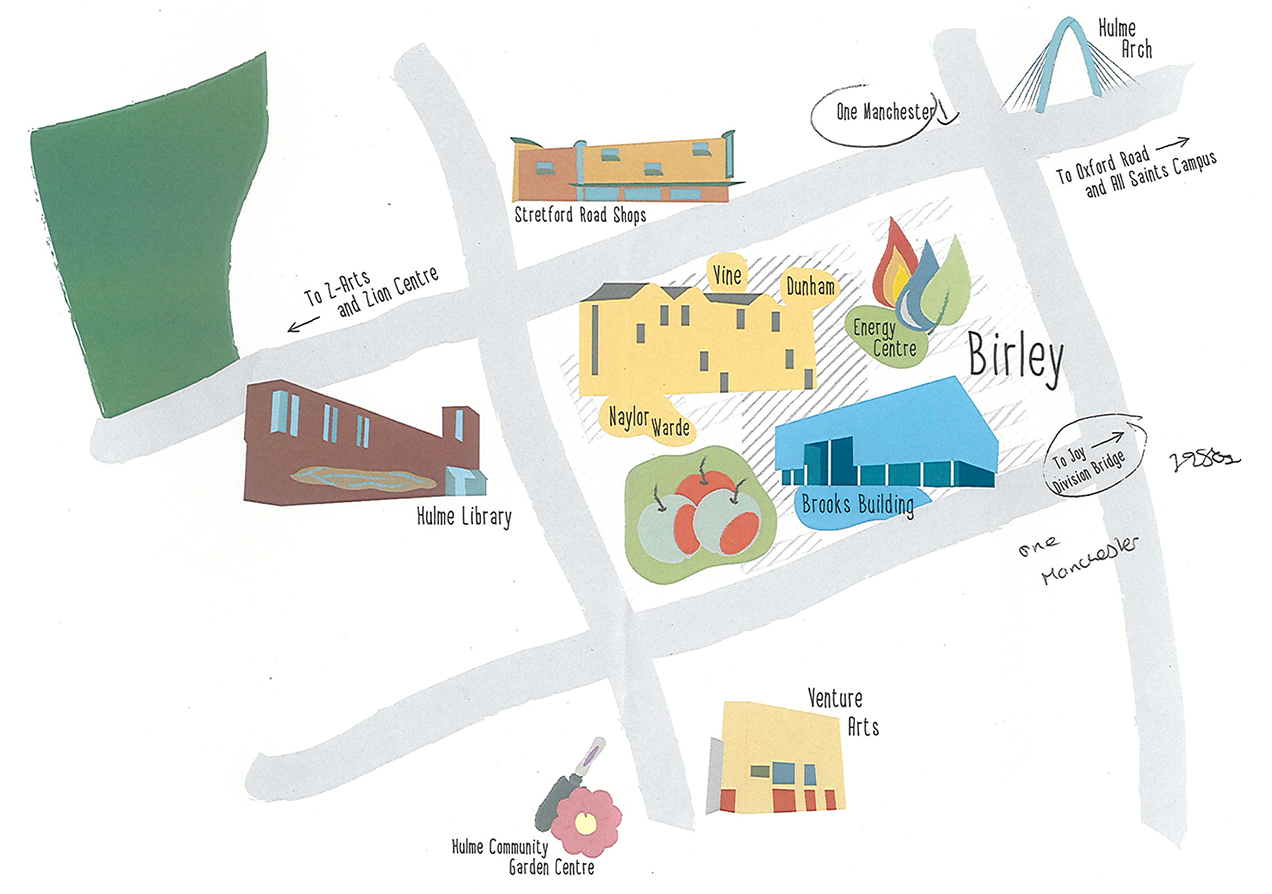 Hulme
Arch
One Manchester
To Oxford Road
and All Saints Campus
Stretford Road Shops
To Z-Arts
and Zion Centre
Vine
Dunham
Energy
Centre
Birley
Naylor
Warde
To Joy
Division Bridge
1980s
Brooks Building
Hulme Library
one
Manchester
Venture
Arts
Hulme Community
Garden Centre